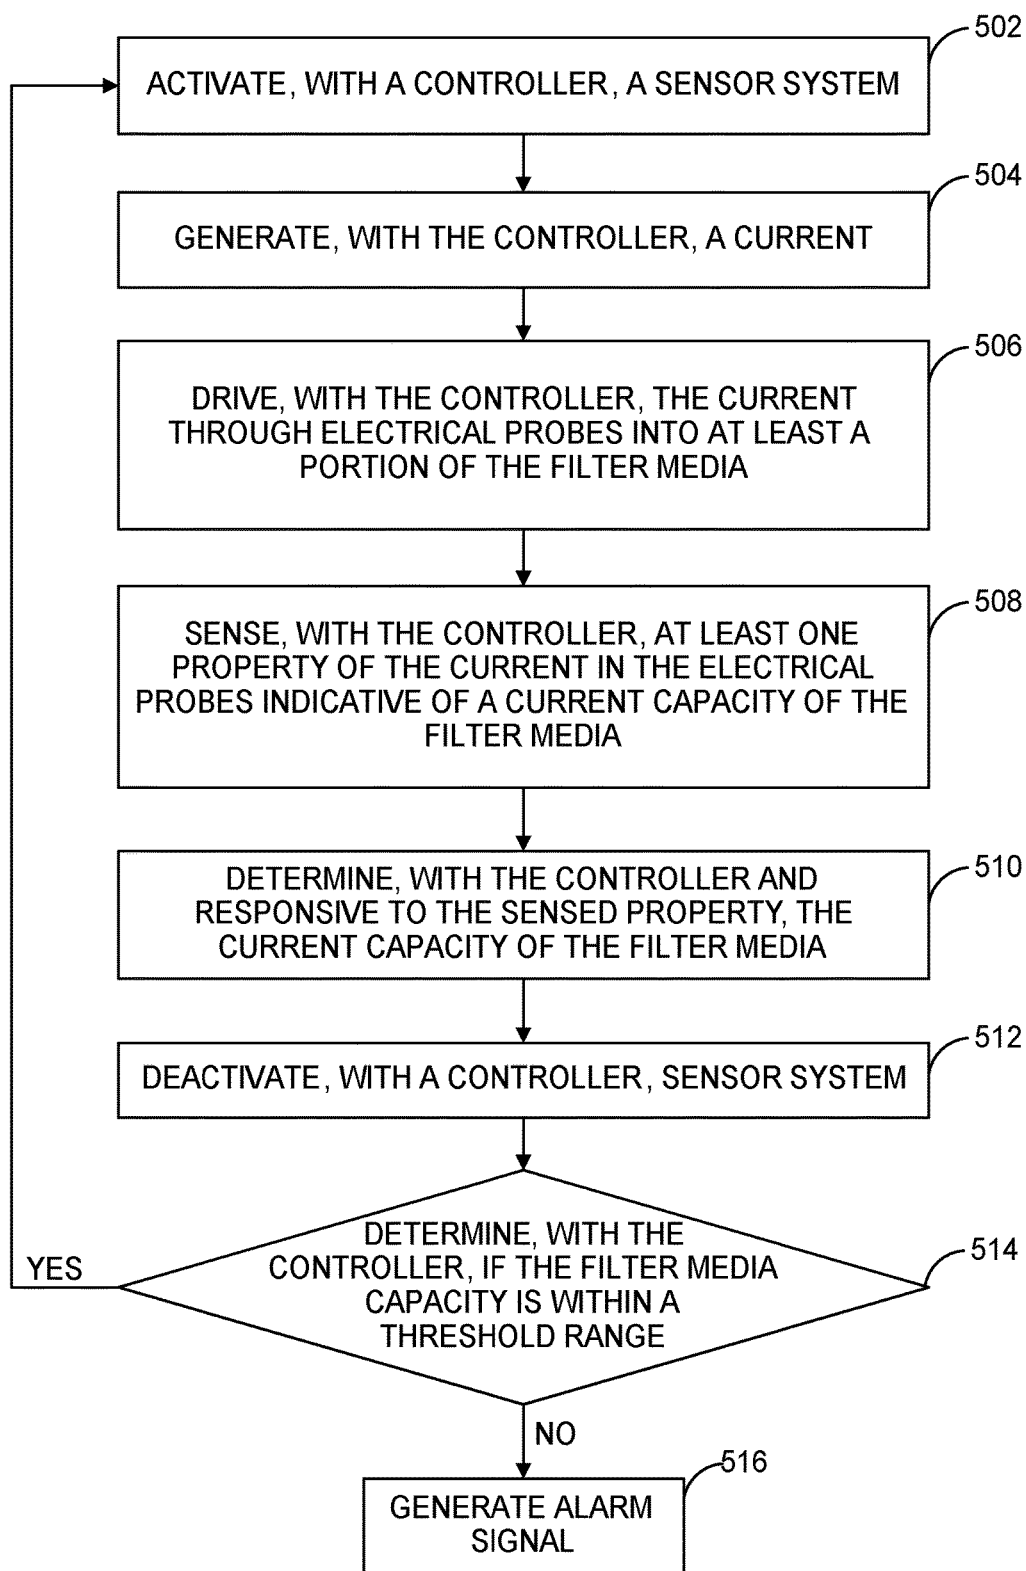 502
ACTIVATE, WITH A CONTROLLER, A SENSOR SYSTEM
504
GENERATE, WITH THE CONTROLLER, A CURRENT
506
DRIVE, WITH THE CONTROLLER, THE CURRENT
THROUGH ELECTRICAL PROBES INTO AT LEAST A
PORTION OF THE FILTER MEDIA
508
SENSE, WITH THE CONTROLLER, AT LEAST ONE
PROPERTY OF THE CURRENT IN THE ELECTRICAL
PROBES INDICATIVE OF A CURRENT CAPACITY OF THE
FILTER MEDIA
510
DETERMINE, WITH THE CONTROLLER AND
RESPONSIVE TO THE SENSED PROPERTY, THE
CURRENT CAPACITY OF THE FILTER MEDIA
512
DEACTIVATE, WITH A CONTROLLER, SENSOR SYSTEM
514
DETERMINE, WITH THE
CONTROLLER, IF THE FILTER MEDIA
CAPACITY IS WITHIN A
THRESHOLD RANGE
YES
NO
516
GENERATE ALARM
SIGNAL